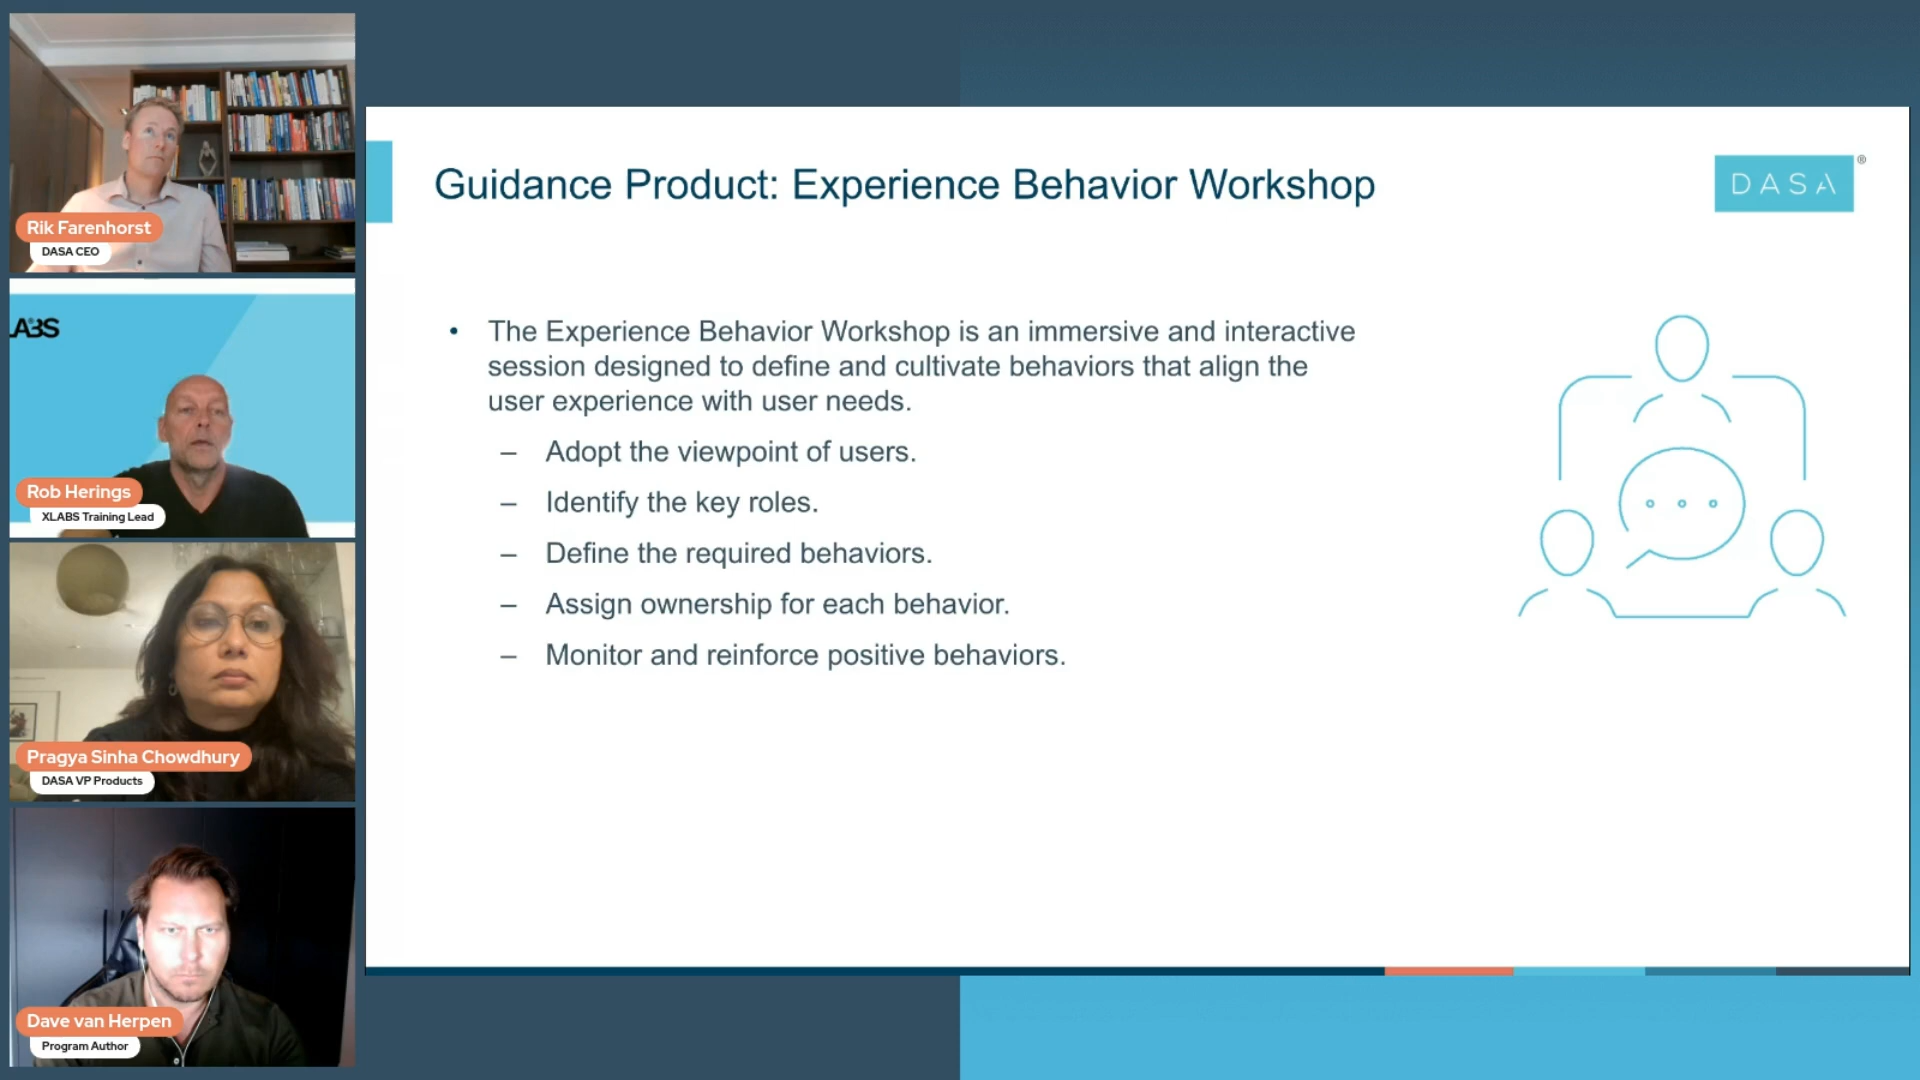 Rik Farenhorst
DASA CEO
Rob Herings
XLABS Training Lead
Pragya Sinha Chowdhury
DASA VP Products
Dave van Herpen
Program Author
Guidance Product: Experience Behavior Workshop
DASA®
• The Experience Behavior Workshop is an immersive and interactive
session designed to define and cultivate behaviors that align the
user experience with user needs.
– Adopt the viewpoint of users.
– Identify the key roles.
– Define the required behaviors.
– Assign ownership for each behavior.
– Monitor and reinforce positive behaviors.